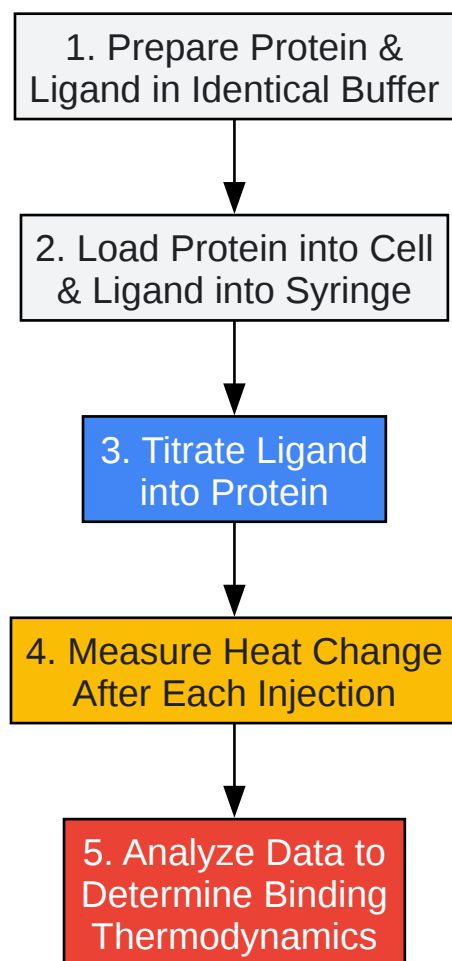 1. Prepare Protein &
Ligand in Identical Buffer
2. Load Protein into Cell
& Ligand into Syringe
3. Titrate Ligand
into Protein
4. Measure Heat Change
After Each Injection
5. Analyze Data to
Determine Binding
Thermodynamics